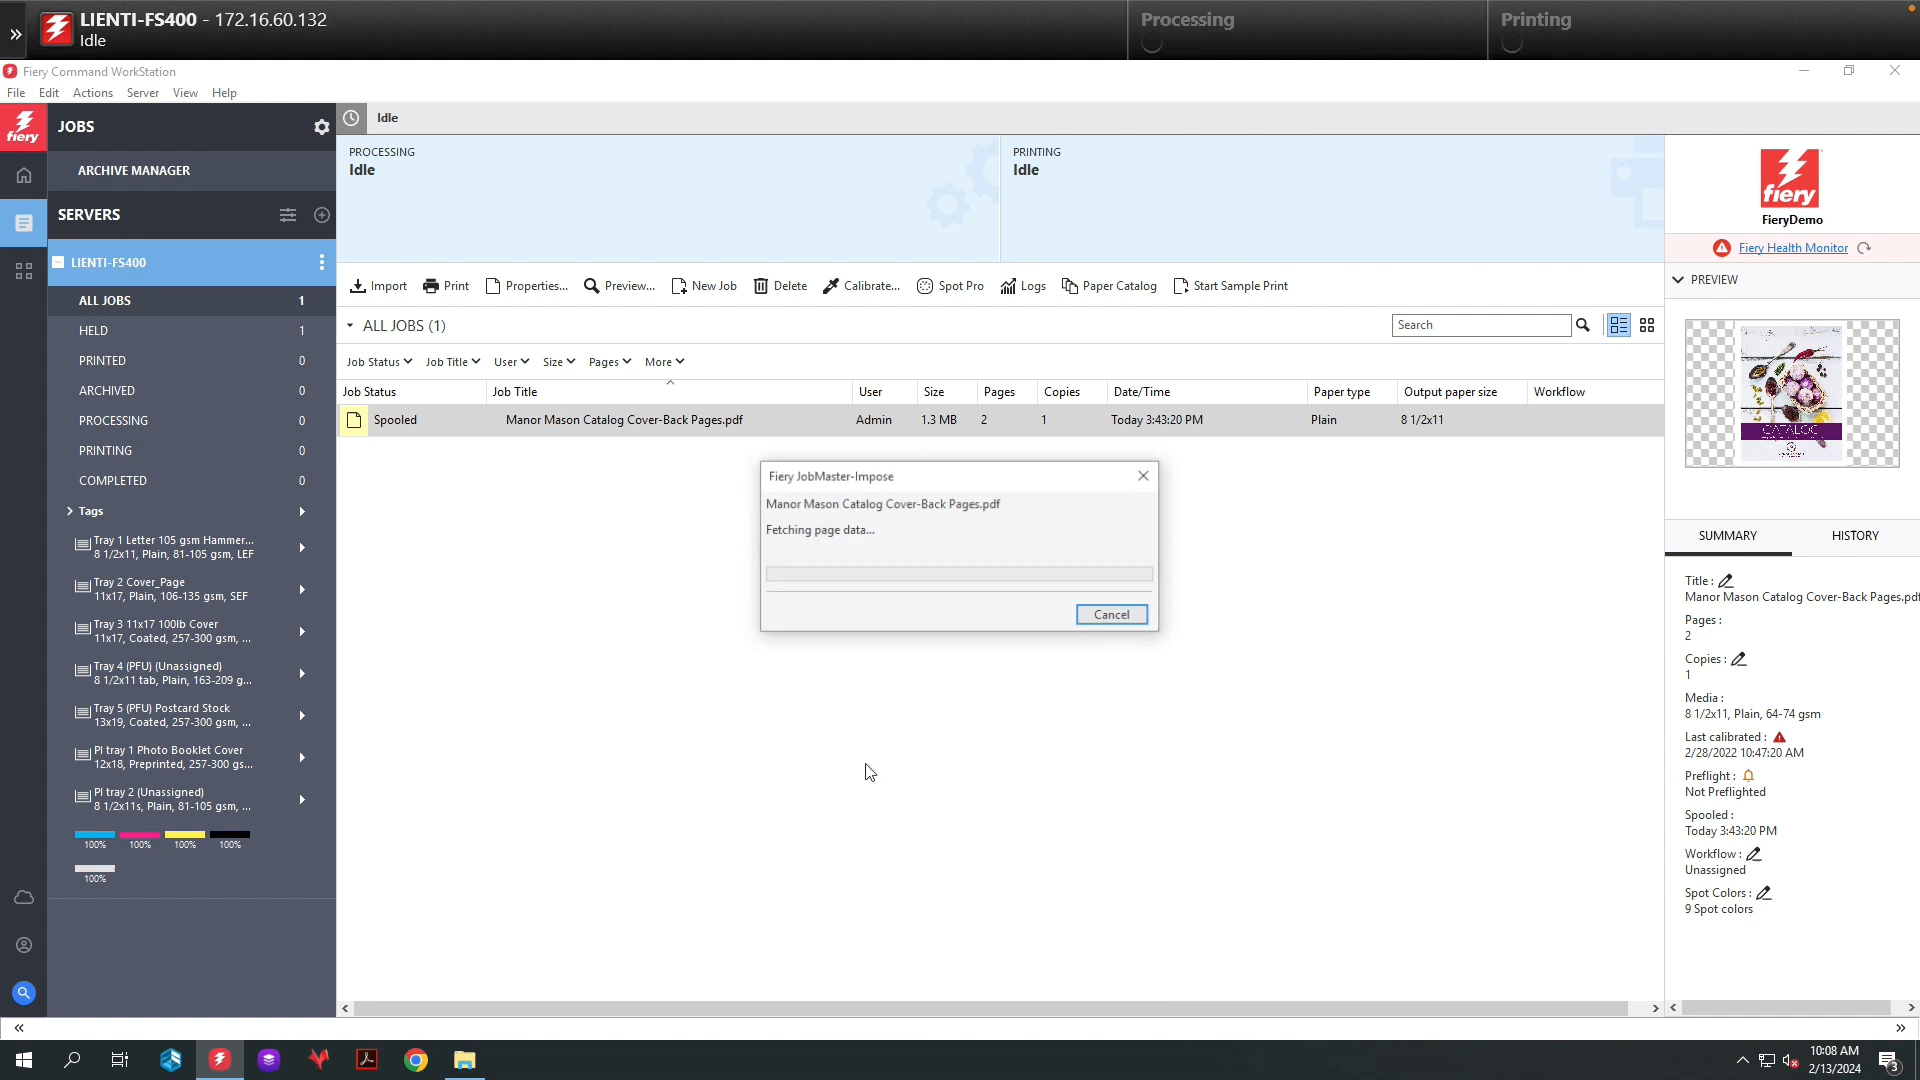 LIENTI-FS400 - 172.16.60.132
Idle
Processing
Printing
Fiery Command WorkStation
File Edit Actions Server View Help
fiery
JOBS
ARCHIVE MANAGER
SERVERS
LIENTI-FS400
ALL JOBS 1
HELD 1
PRINTED 0
ARCHIVED 0
PROCESSING 0
PRINTING 0
COMPLETED 0
Tags
Tray 1 Letter 105 gsm Hammer...
8 1/2x11, Plain, 81-105 gsm, LEF
Tray 2 Cover_Page
11x17, Plain, 106-135 gsm, SEF
Tray 3 11x17 100lb Cover
11x17, Coated, 257-300 gsm, ...
Tray 4 (PFU) (Unassigned)
8 1/2x11 tab, Plain, 163-209 g...
Tray 5 (PFU) Postcard Stock
13x19, Coated, 257-300 gsm, ...
PI tray 1 Photo Booklet Cover
12x18, Preprinted, 257-300 gs...
PI tray 2 (Unassigned)
8 1/2x11s, Plain, 81-105 gsm, ...
100% 100% 100% 100%
100%
Idle
PROCESSING
Idle
PRINTING
Idle
Import Print Properties... Preview... New Job Delete Calibrate... Spot Pro Logs Paper Catalog Start Sample Print
ALL JOBS (1)
Search
Job Status Job Title User Size Pages More
Job Status Job Title User Size Pages Copies Date/Time Paper type Output paper size Workflow
Spooled Manor Mason Catalog Cover-Back Pages.pdf Admin 1.3 MB 2 1 Today 3:43:20 PM Plain 8 1/2x11
Fiery JobMaster-Impose
Manor Mason Catalog Cover-Back Pages.pdf
Fetching page data...
Cancel
fiery
FieryDemo
Fiery Health Monitor
PREVIEW
CATALOG
SUMMARY HISTORY
Title :
Manor Mason Catalog Cover-Back Pages.pdf
Pages :
2
Copies :
1
Media :
8 1/2x11, Plain, 64-74 gsm
Last calibrated :
2/28/2022 10:47:20 AM
Preflight :
Not Preflighted
Spooled :
Today 3:43:20 PM
Workflow :
Unassigned
Spot Colors :
9 Spot colors
10:08 AM
2/13/2024
3